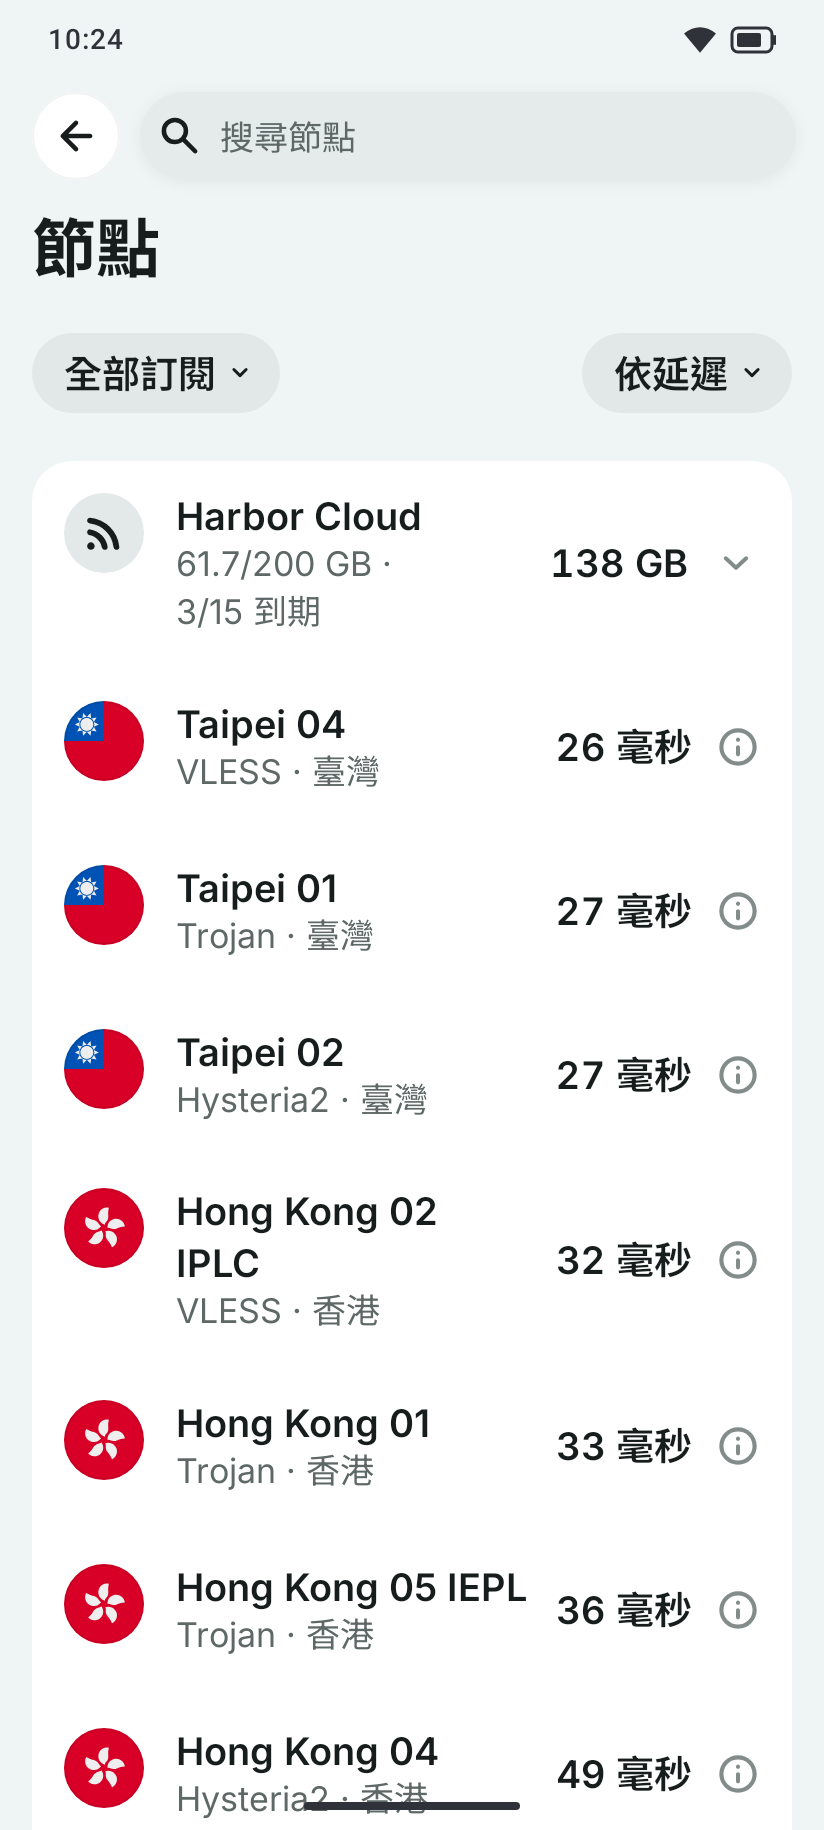 10:24
搜尋節點
節點
全部訂閱
依延遲
Harbor Cloud
61.7/200 GB ·
3/15 到期
138 GB
Taipei 04
VLESS · 臺灣
26 毫秒
Taipei 01
Trojan · 臺灣
27 毫秒
Taipei 02
Hysteria2 · 臺灣
27 毫秒
Hong Kong 02
IPLC
VLESS · 香港
32 毫秒
Hong Kong 01
Trojan · 香港
33 毫秒
Hong Kong 05 IEPL
Trojan · 香港
36 毫秒
Hong Kong 04
Hysteria2 · 香港
49 毫秒